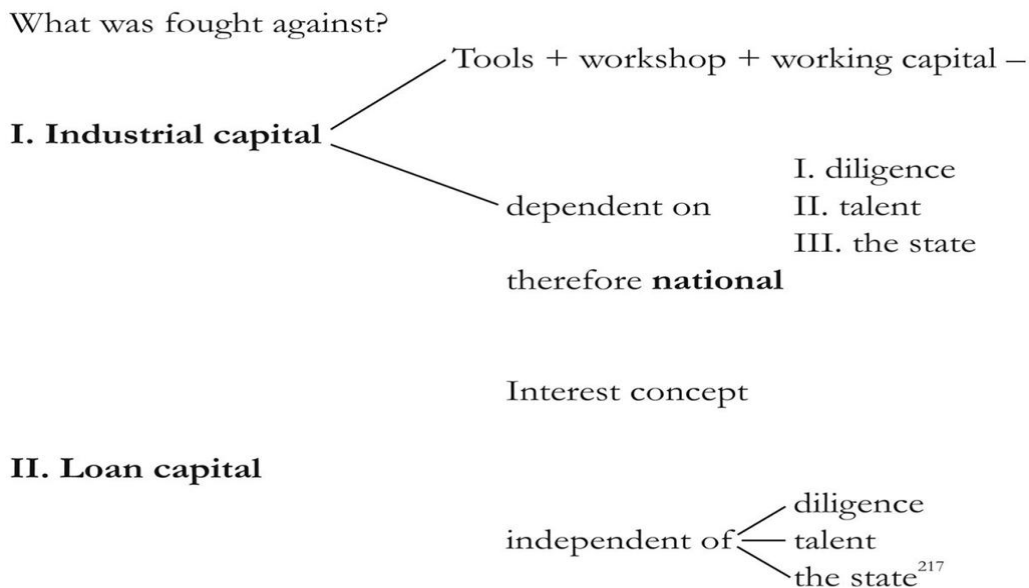 What was fought against?
Tools + workshop + working capital –
I. Industrial capital
I. diligence
dependent on II. talent
III. the state
therefore national
Interest concept
II. Loan capital
diligence
independent of talent
the state217